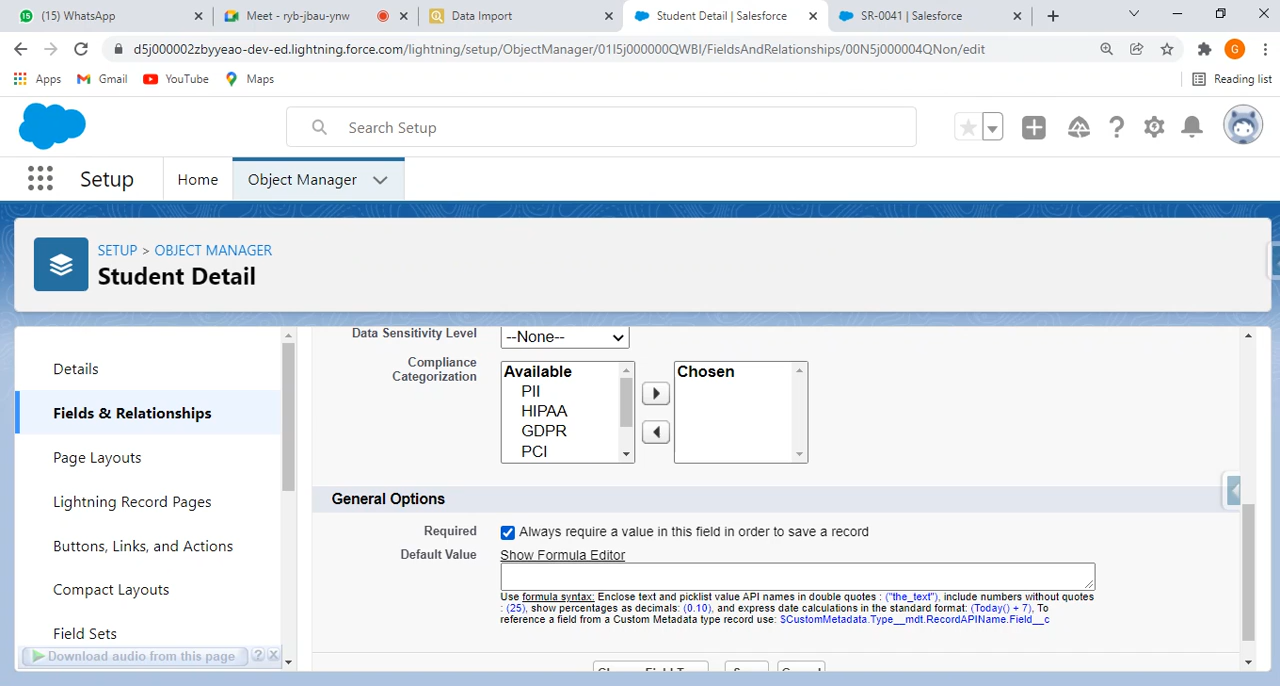 (15) WhatsApp
Meet - ryb-jbau-ynw
Data Import
Student Detail | Salesforce
SR-0041 | Salesforce
d5j000002zbyyeao-dev-ed.lightning.force.com/lightning/setup/ObjectManager/01I5j000000QWBI/FieldsAndRelationships/00N5j000004QNon/edit
G
Apps
Gmail
YouTube
Maps
Reading list
Search Setup
Setup
Home
Object Manager
SETUP > OBJECT MANAGER
Student Detail
Details
Fields & Relationships
Page Layouts
Lightning Record Pages
Buttons, Links, and Actions
Compact Layouts
Field Sets
Download audio from this page
Data Sensitivity Level
--None--
Compliance
Categorization
Available
PII
HIPAA
GDPR
PCI
Chosen
General Options
Required
Always require a value in this field in order to save a record
Default Value
Show Formula Editor
Use formula syntax: Enclose text and picklist value API names in double quotes : ("the_text"), include numbers without quotes
: (25), show percentages as decimals: (0.10), and express date calculations in the standard format: (Today() + 7), To
reference a field from a Custom Metadata type record use: $CustomMetadata.Type__mdt.RecordAPIName.Field__c